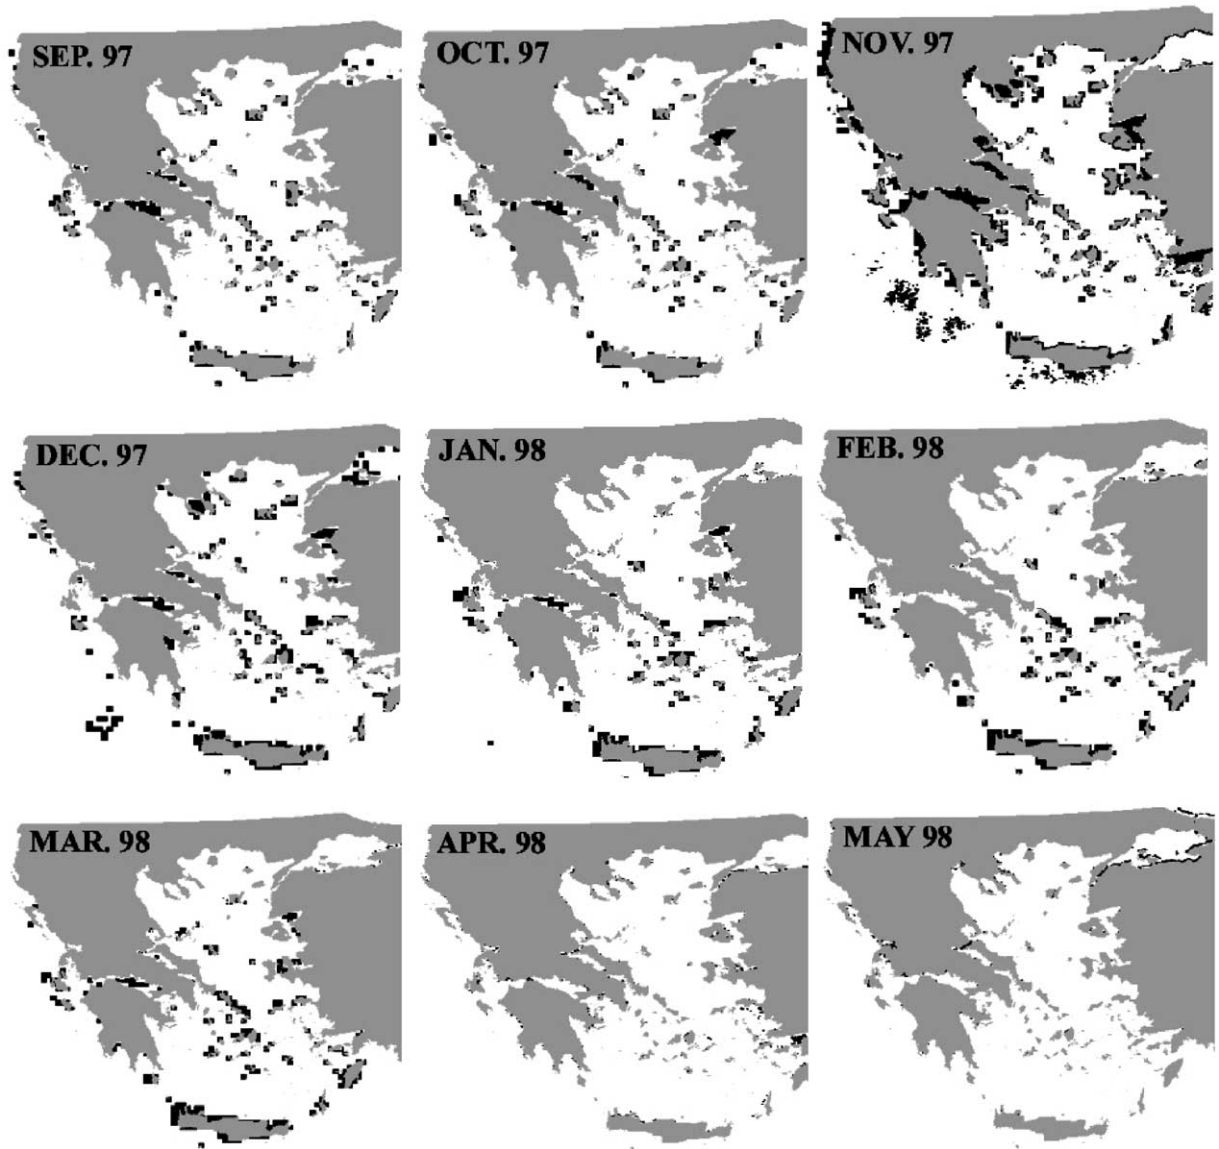 SEP. 97
OCT. 97
NOV. 97
DEC. 97
JAN. 98
FEB. 98
MAR. 98
APR. 98
MAY 98